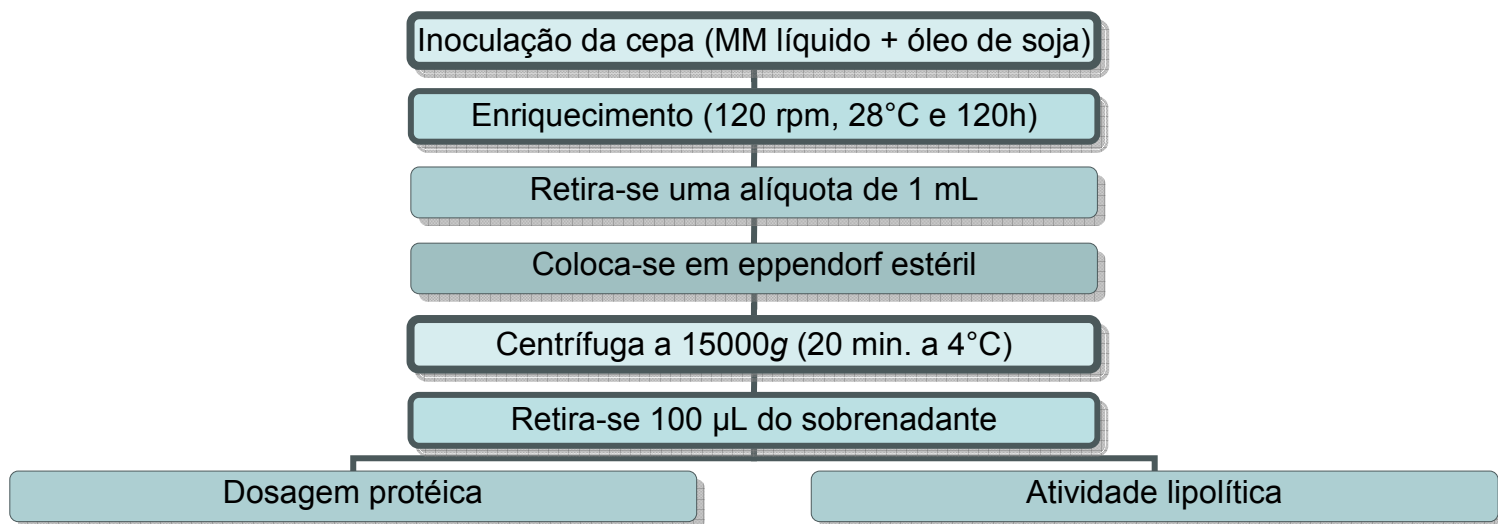 Inoculação da cepa (MM líquido + óleo de soja)
Enriquecimento (120 rpm, 28°C e 120h)
Retira-se uma alíquota de 1 mL
Coloca-se em eppendorf estéril
Centrífuga a 15000g (20 min. a 4°C)
Retira-se 100 µL do sobrenadante
Dosagem protéica
Atividade lipolítica